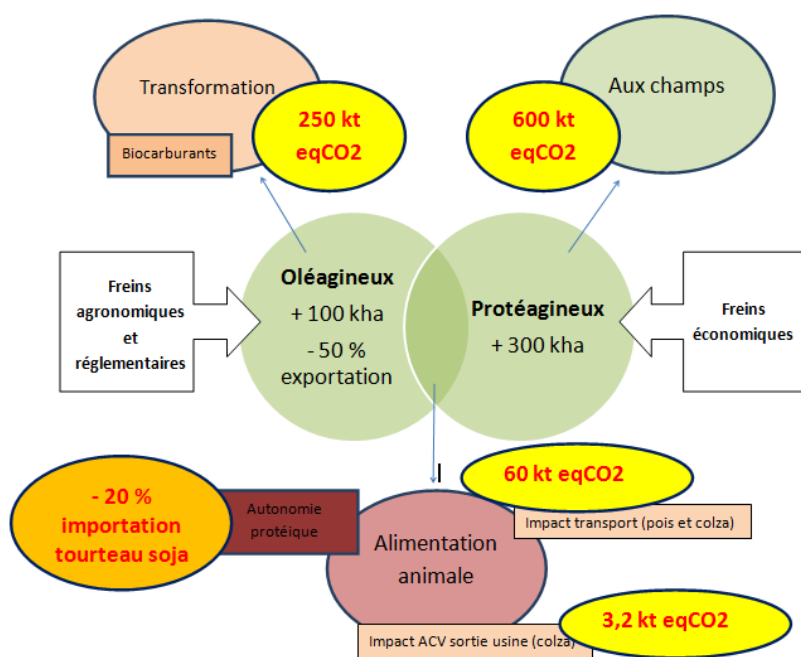 Transformation
250 kt
eqCO2
Biocarburants
Aux champs
600 kt
eqCO2
Freins
agronomiques
et
réglementaires
Oléagineux
+ 100 kha
- 50 %
exportation
Protéagineux
+ 300 kha
Freins
économiques
- 20 %
importation
tourteau soja
Autonomie
protéique
Alimentation
animale
60 kt eqCO2
Impact transport (pois et colza)
3,2 kt eqCO2
Impact ACV sortie usine (colza)